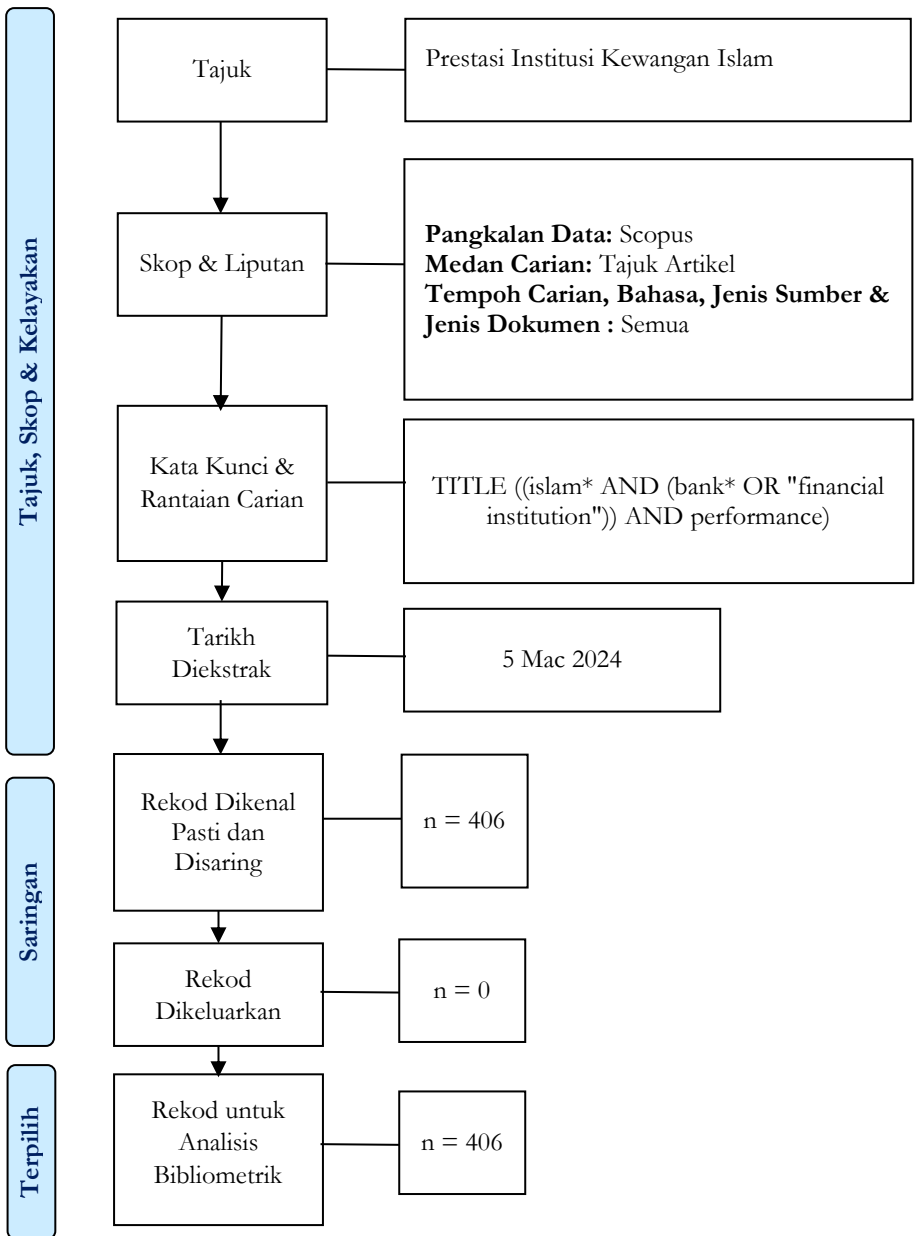 Tajuk, Skop & Kelayakan
Tajuk
Prestasi Institusi Kewangan Islam
Skop & Liputan
Pangkalan Data: Scopus
Medan Carian: Tajuk Artikel
Tempoh Carian, Bahasa, Jenis Sumber &
Jenis Dokumen : Semua
Kata Kunci &
Rantaian Carian
TITLE ((islam* AND (bank* OR "financial
institution")) AND performance)
Tarikh
Diekstrak
5 Mac 2024
Saringan
Rekod Dikenal
Pasti dan
Disaring
n = 406
Rekod
Dikeluarkan
n = 0
Terpilih
Rekod untuk
Analisis
Bibliometrik
n = 406